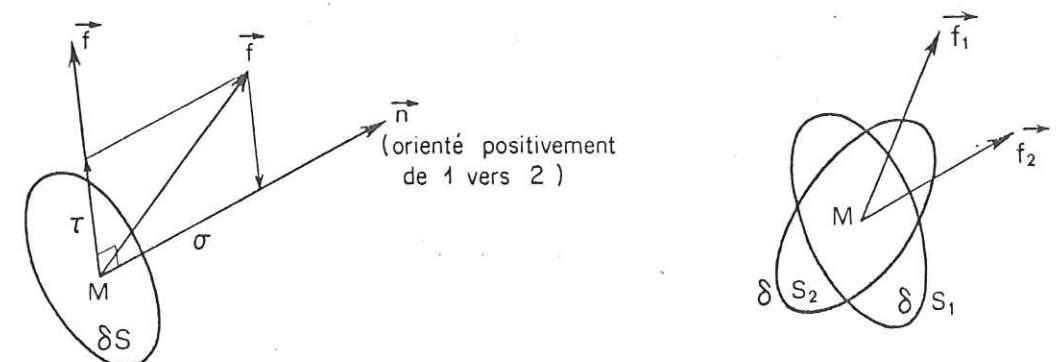 f
f
n
(orienté positivement
de 1 vers 2)
τ
σ
M
δS
f₁
f₂
M
δ S₂
δ S₁